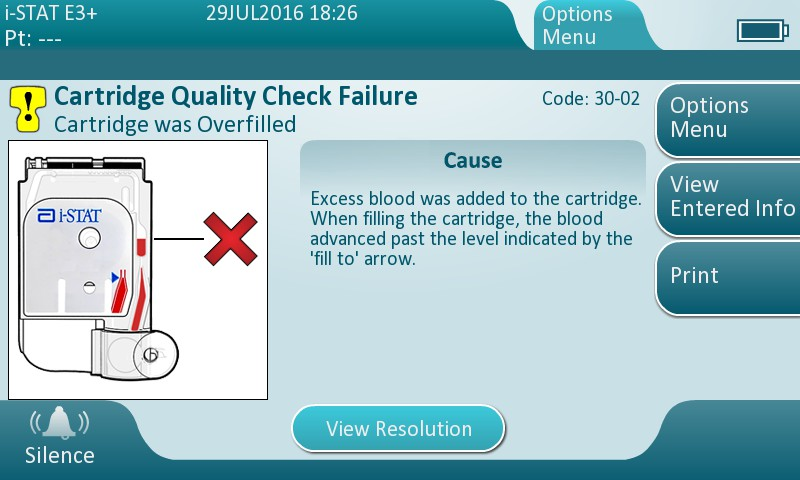 i-STAT E3+
29JUL2016 18:26
Options
Menu
Pt: ---
Cartridge Quality Check Failure
Code: 30-02
Cartridge was Overfilled
i-STAT
Cause
Excess blood was added to the cartridge.
When filling the cartridge, the blood
advanced past the level indicated by the
'fill to' arrow.
Options
Menu
View
Entered Info
Print
Silence
View Resolution